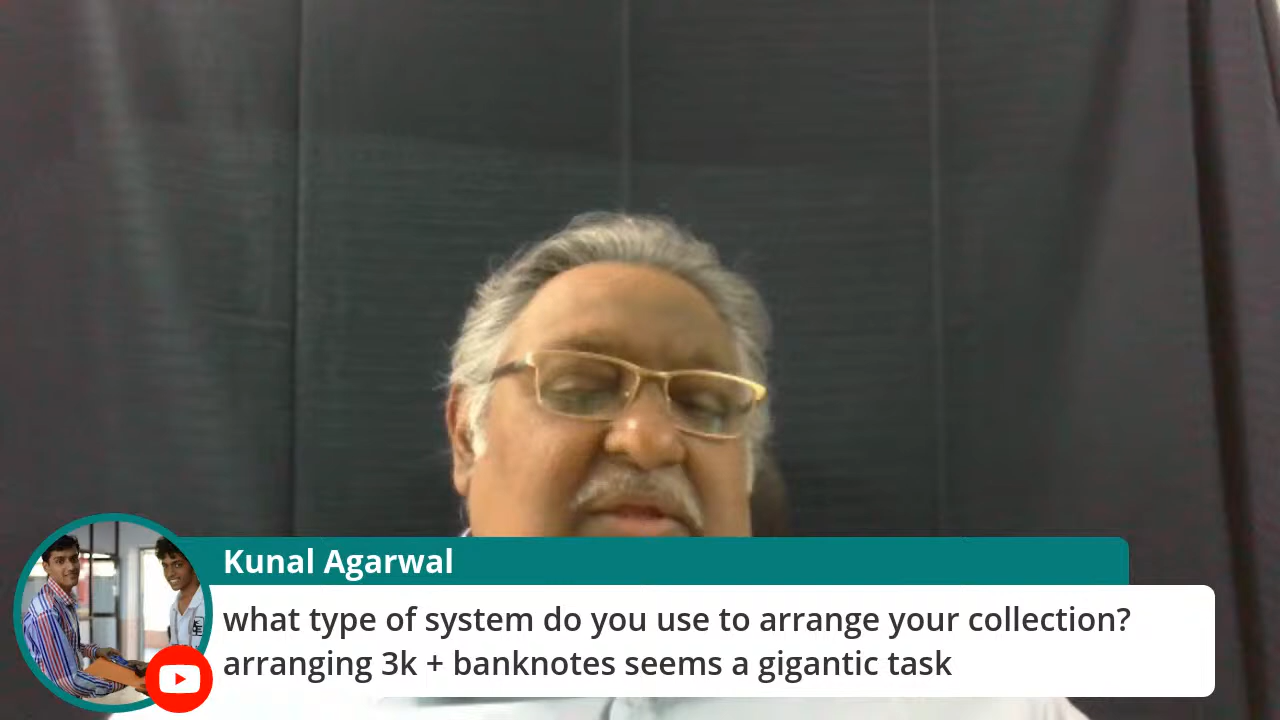 Kunal Agarwal
what type of system do you use to arrange your collection?
arranging 3k + banknotes seems a gigantic task